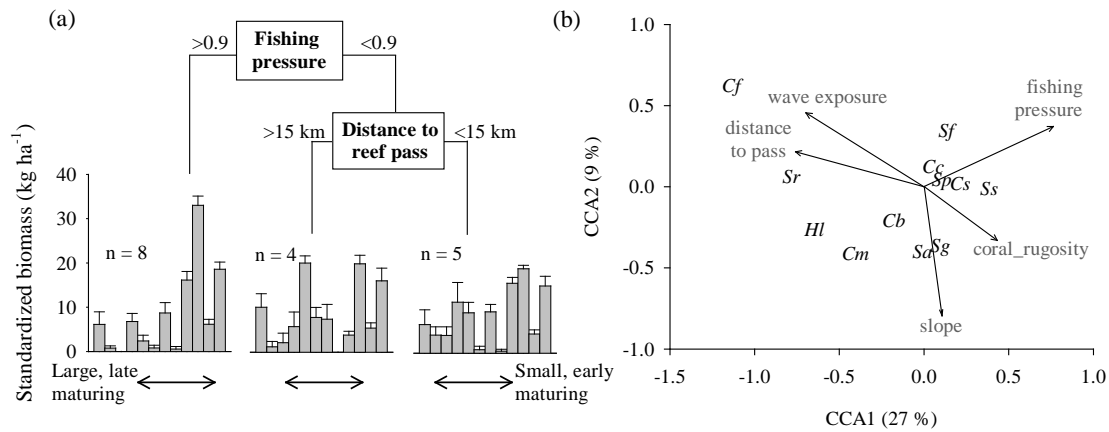 (a)
>0.9
Fishing
pressure
<0.9
>15 km
Distance to
reef pass
<15 km
Standardized biomass (kg ha⁻¹)
40
30
20
10
0
n = 8
n = 4
n = 5
Large, late
maturing
Small, early
maturing
(b)
CCA2 (9 %)
1.0
0.5
0.0
-0.5
-1.0
Cf
wave exposure
fishing
pressure
distance
to pass
Sf
Cc
Sr
Sp
Cs
Ss
Hl
Cb
Cm
Sa
Sg
coral_rugosity
slope
-1.5
-1.0
-0.5
0.0
0.5
1.0
CCA1 (27 %)